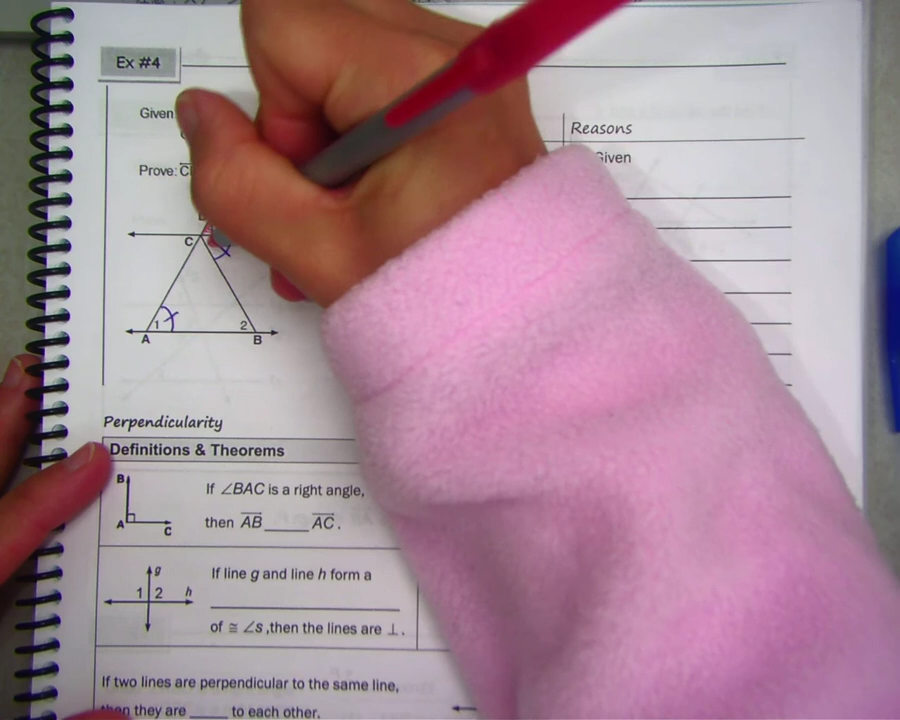 Ex #4
Given
Reasons
Given
Prove: C
C
1
2
A
B
Perpendicularity
Definitions & Theorems
B
A
C
If ∠BAC is a right angle,
then AB ____ AC.
g
1 2 h
If line g and line h form a
of ≅ ∠s, then the lines are ⊥.
If two lines are perpendicular to the same line,
then they are ____ to each other.